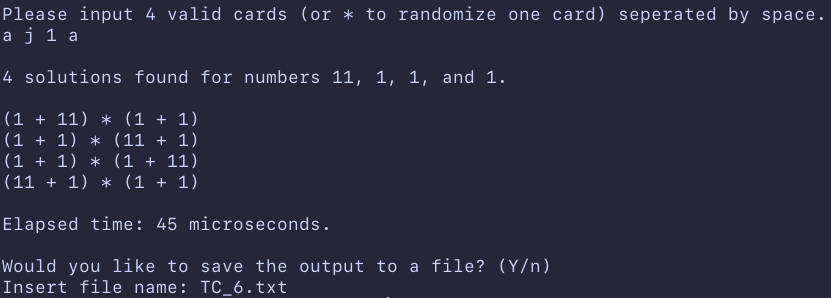 Please input 4 valid cards (or * to randomize one card) seperated by space.
a j 1 a
4 solutions found for numbers 11, 1, 1, and 1.
(1 + 11) * (1 + 1)
(1 + 1) * (11 + 1)
(1 + 1) * (1 + 11)
(11 + 1) * (1 + 1)
Elapsed time: 45 microseconds.
Would you like to save the output to a file? (Y/n)
Insert file name: TC_6.txt